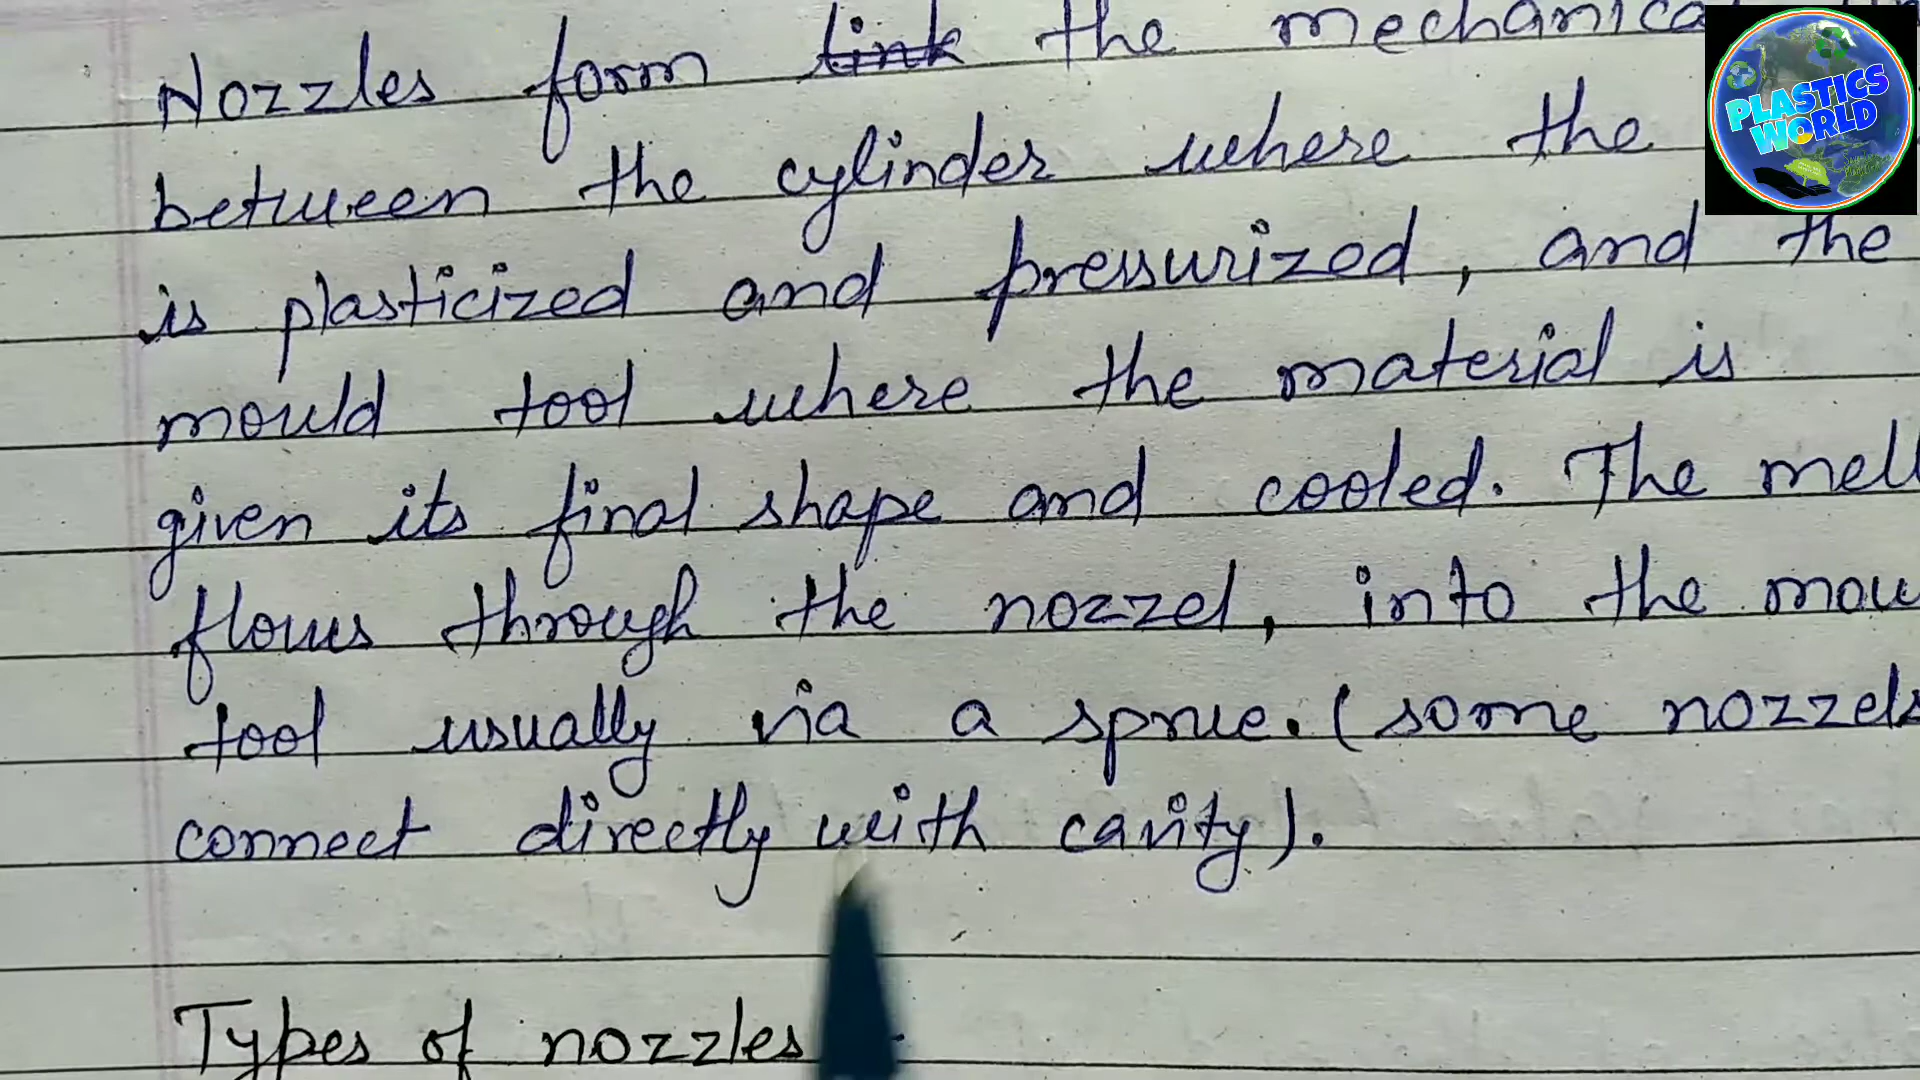 Nozzles form link the mechanical
between the cylinder where the
is plasticized and pressurized, and the
mould tool where the material is
given its final shape and cooled. The melt
flows through the nozzel, into the mou
tool usually via a sprue. (some nozzels
connect directly with cavity).
Types of nozzles
PLASTICS
WORLD